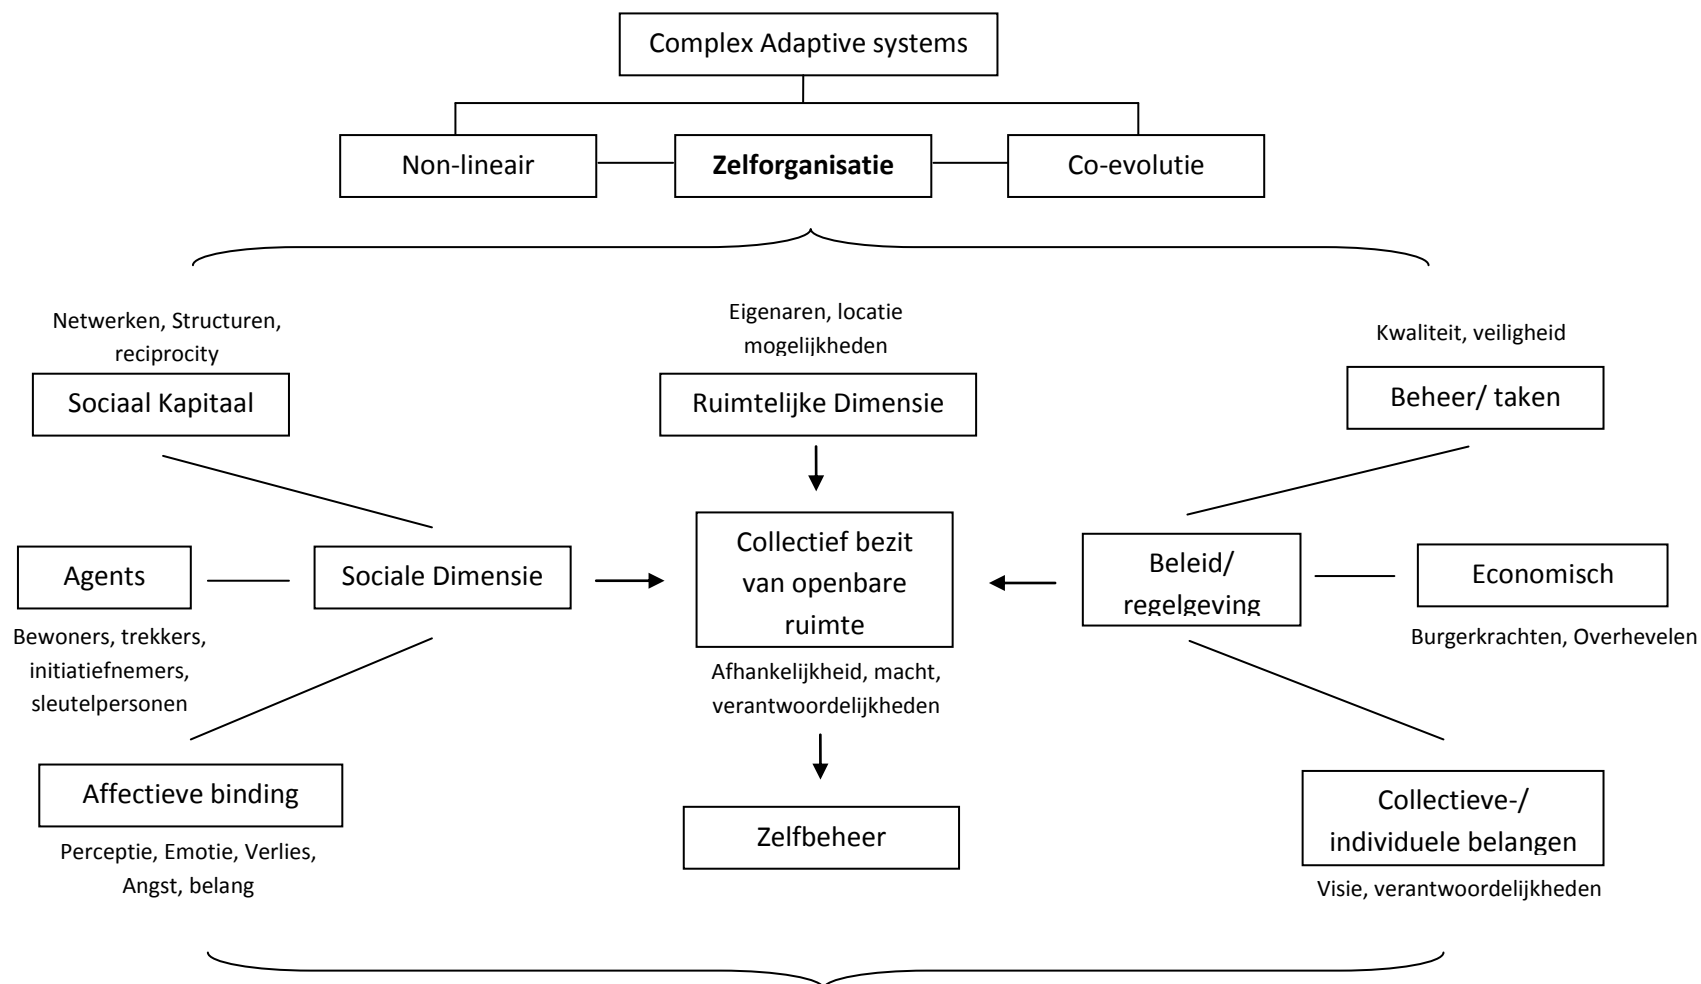 Complex Adaptive systems
Non-lineair
Zelforganisatie
Co-evolutie
Netwerken, Structuren,
reciprocity
Sociaal Kapitaal
Eigenaren, locatie
mogelijkheden
Ruimtelijke Dimensie
Kwaliteit, veiligheid
Beheer/ taken
Agents
Bewoners, trekkers,
initiatiefnemers,
sleutelpersonen
Sociale Dimensie
Collectief bezit
van openbare
ruimte
Afhankelijkheid, macht,
verantwoordelijkheden
Beleid/
regelgeving
Economisch
Burgerkrachten, Overhevelen
Affectieve binding
Perceptie, Emotie, Verlies,
Angst, belang
Zelfbeheer
Collectieve-/
individuele belangen
Visie, verantwoordelijkheden